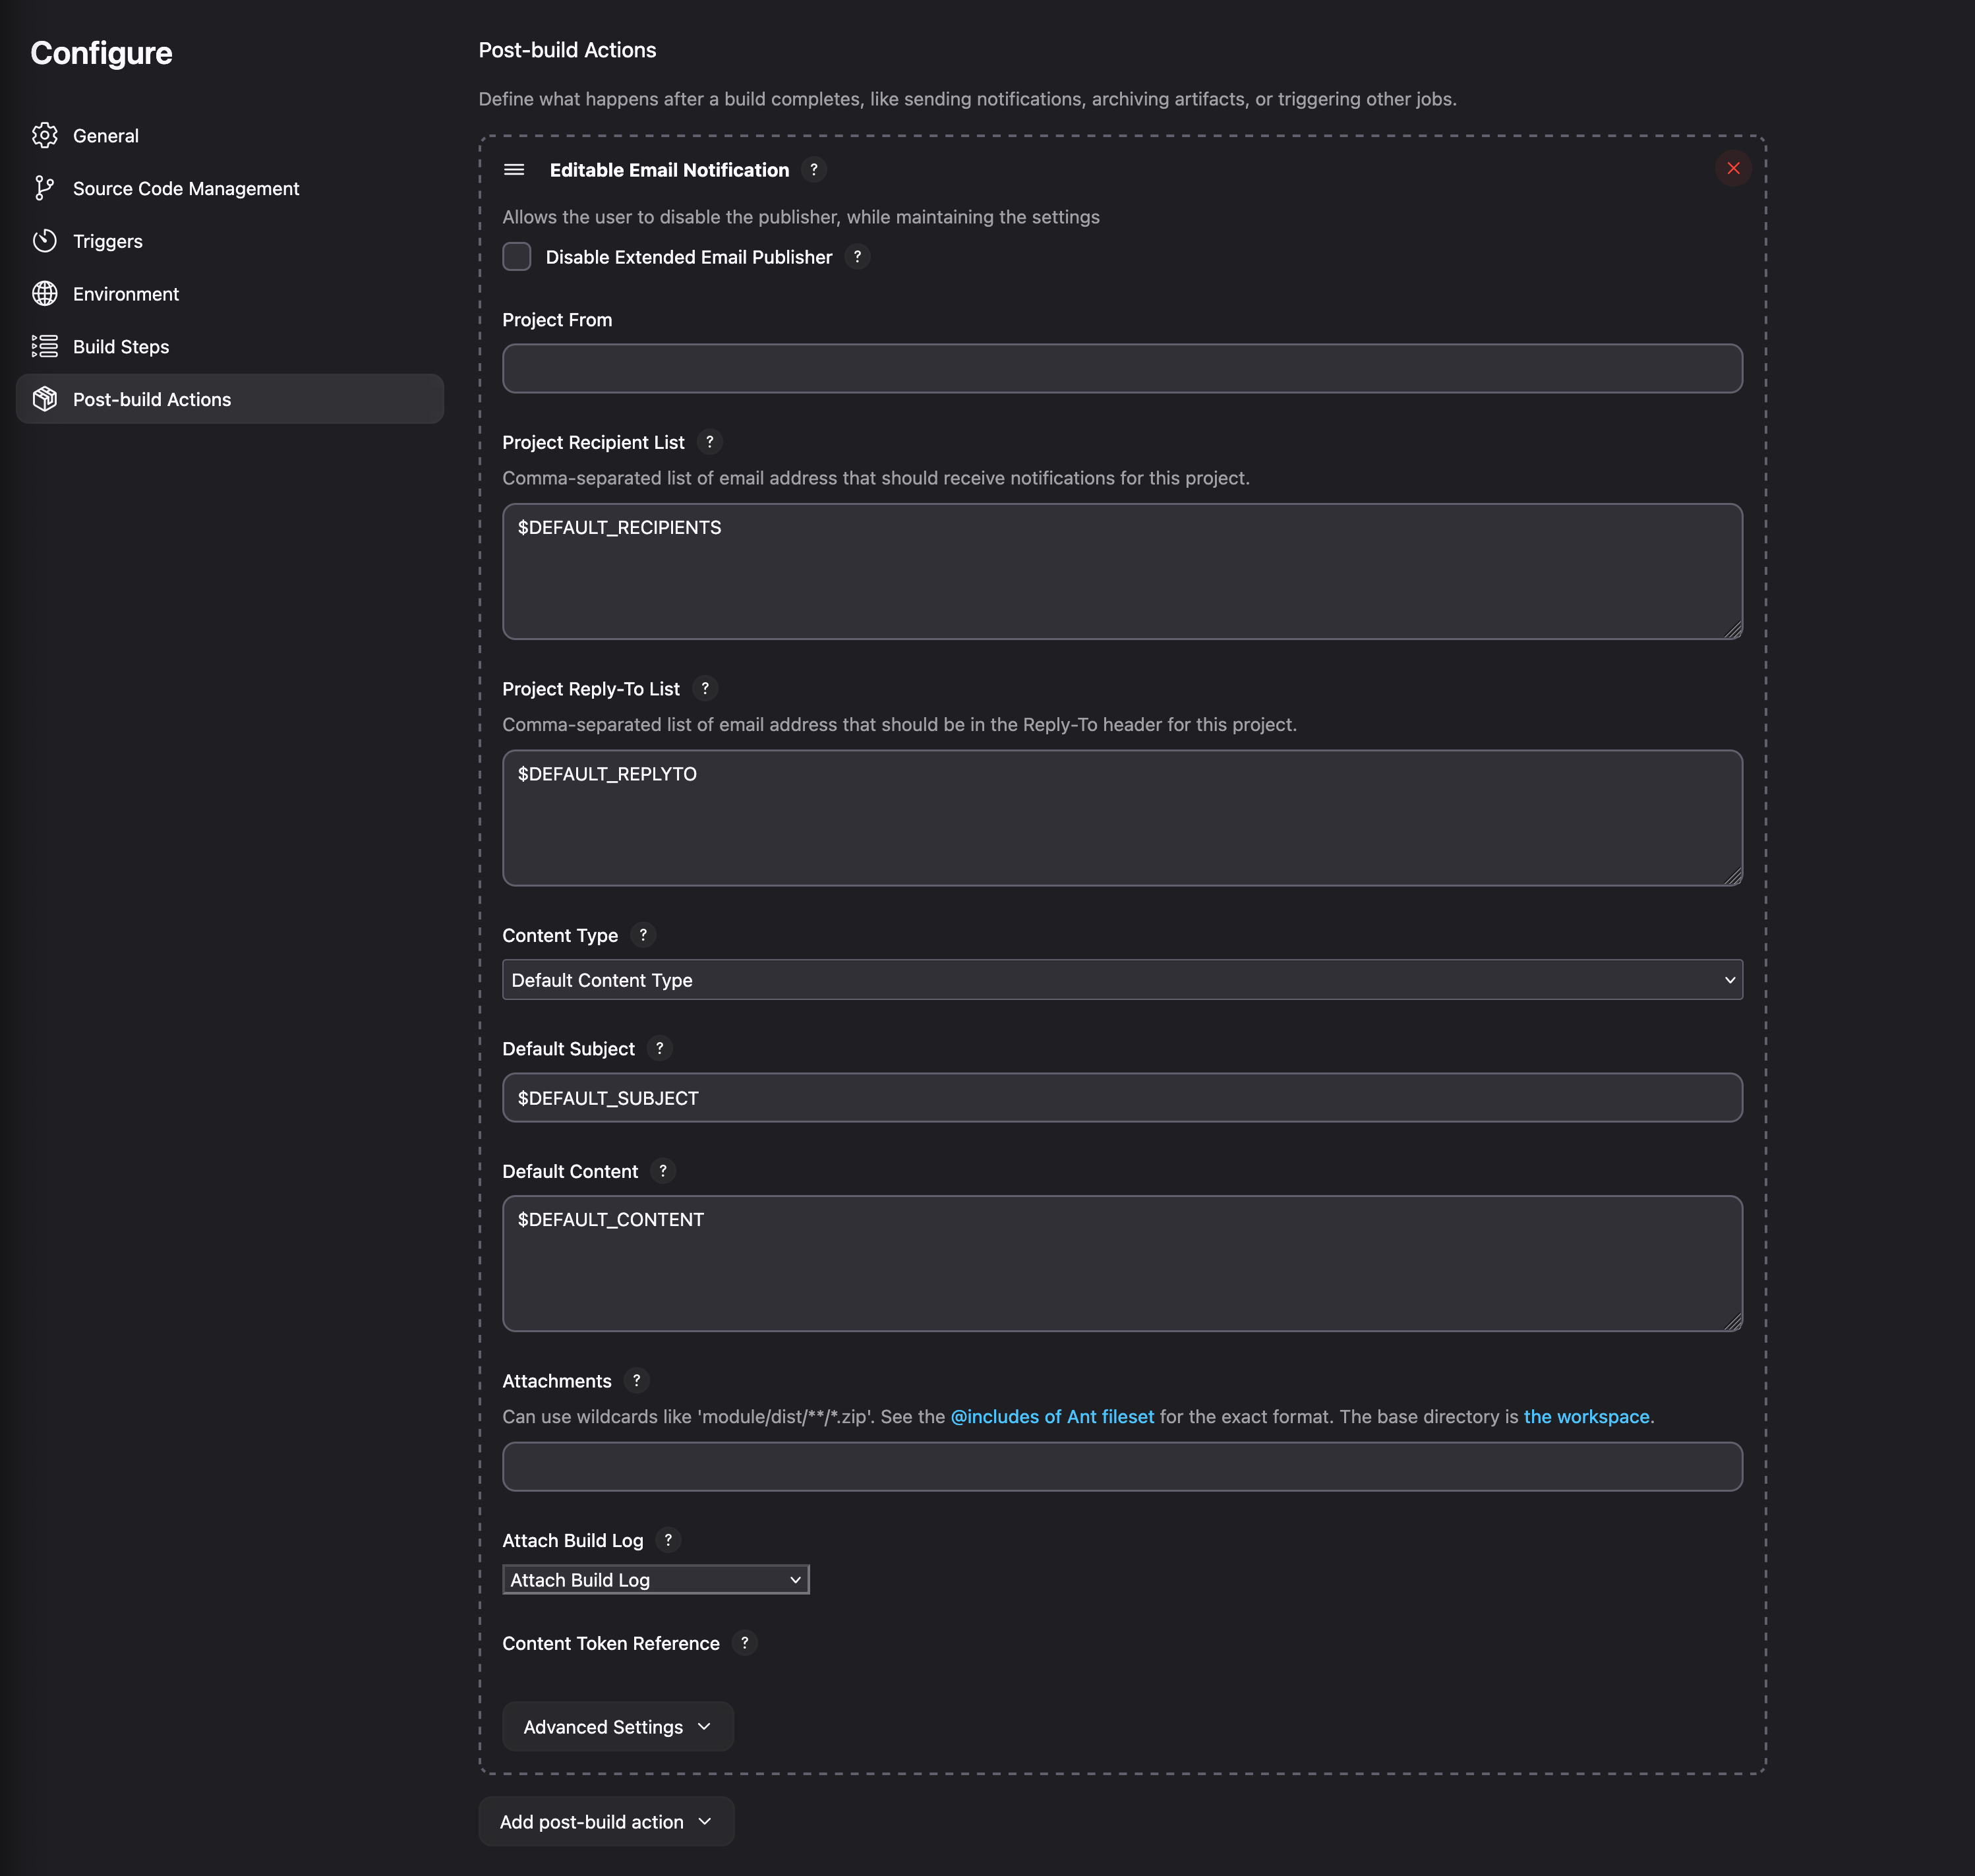 Configure
General
Source Code Management
Triggers
Environment
Build Steps
Post-build Actions
Post-build Actions
Define what happens after a build completes, like sending notifications, archiving artifacts, or triggering other jobs.
Editable Email Notification ?
Allows the user to disable the publisher, while maintaining the settings
Disable Extended Email Publisher ?
Project From
Project Recipient List ?
Comma-separated list of email address that should receive notifications for this project.
$DEFAULT_RECIPIENTS
Project Reply-To List ?
Comma-separated list of email address that should be in the Reply-To header for this project.
$DEFAULT_REPLYTO
Content Type ?
Default Content Type
Default Subject ?
$DEFAULT_SUBJECT
Default Content ?
$DEFAULT_CONTENT
Attachments ?
Can use wildcards like 'module/dist/**/*.zip'. See the @includes of Ant fileset for the exact format. The base directory is the workspace.
Attach Build Log ?
Attach Build Log
Content Token Reference ?
Advanced Settings
Add post-build action